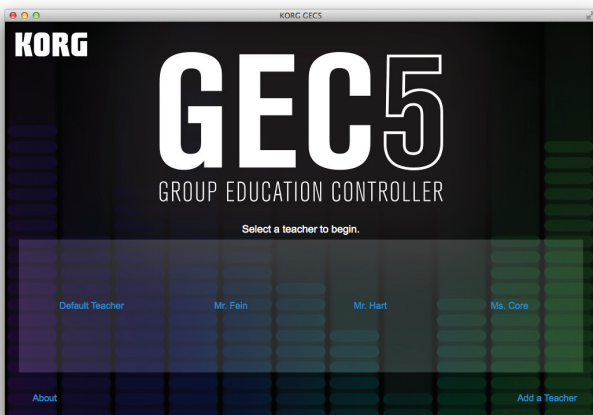 KORG GEC5
KORG
GEC5
GROUP EDUCATION CONTROLLER
Select a teacher to begin.
Default Teacher Mr. Fein Mr. Hart Ms. Core
About Add a Teacher